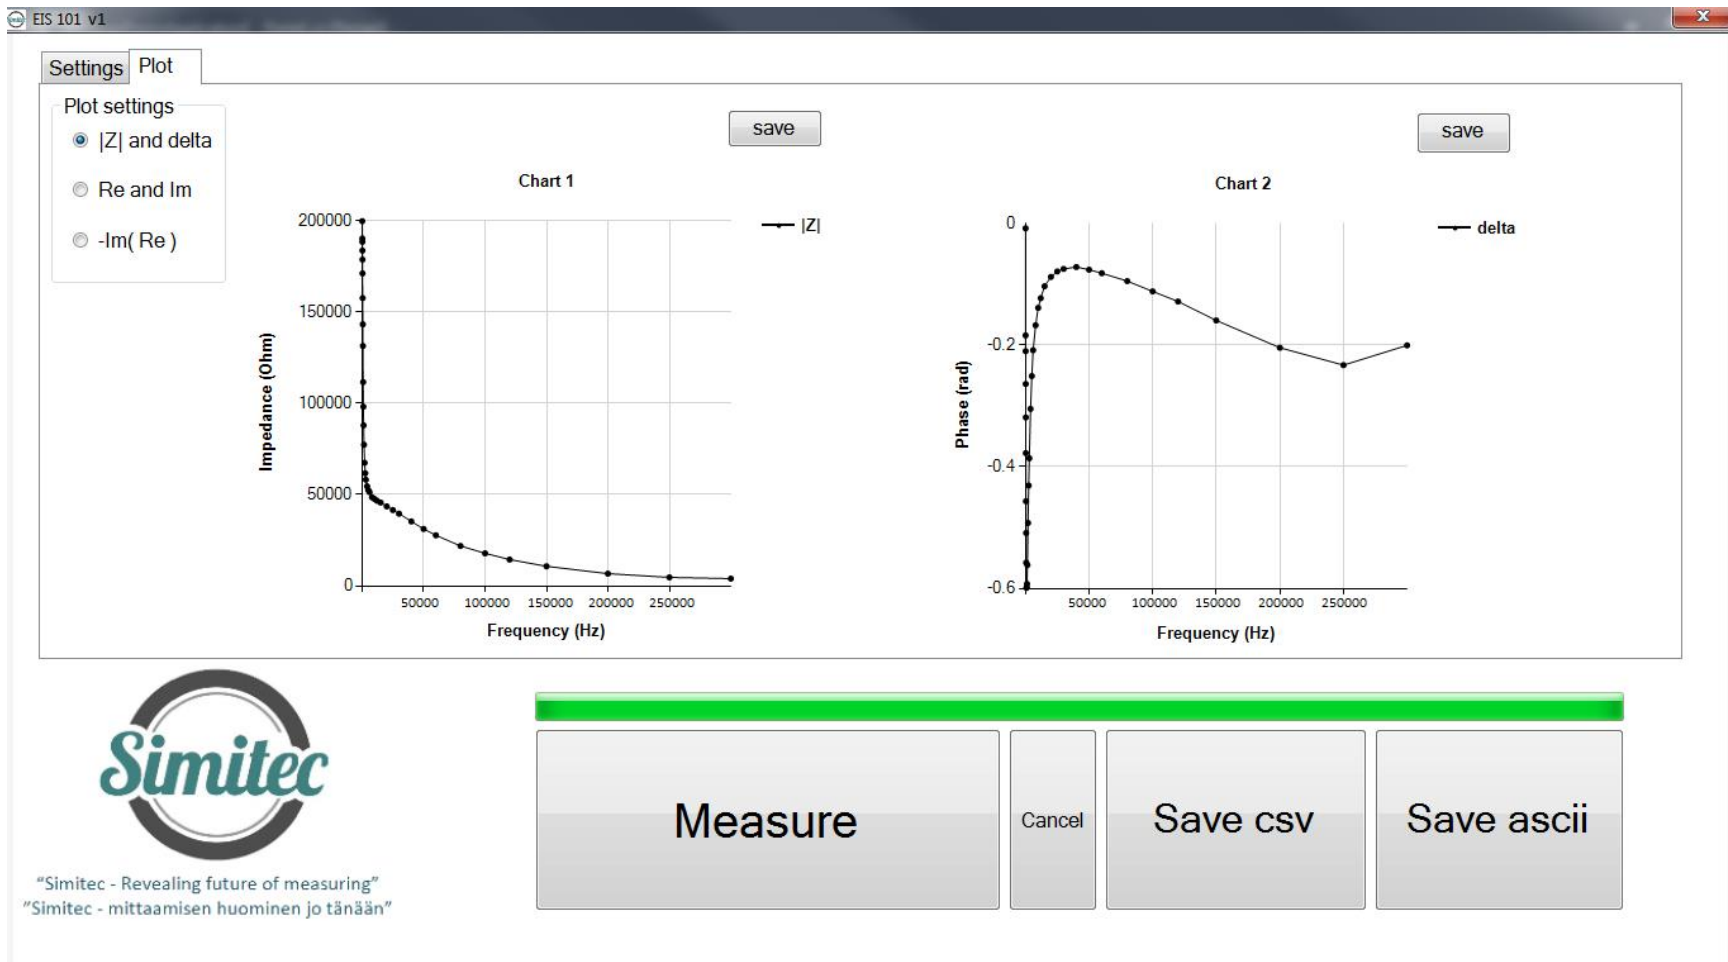 EIS 101 v1
x
Settings
Plot
Plot settings
|Z| and delta
Re and Im
-Im( Re )
save
Chart 1
|Z|
Impedance (Ohm)
200000
150000
100000
50000
0
50000 100000 150000 200000 250000
Frequency (Hz)
save
Chart 2
delta
Phase (rad)
0
-0.2
-0.4
-0.6
50000 100000 150000 200000 250000
Frequency (Hz)
Simitec
“Simitec - Revealing future of measuring”
”Simitec - mittaamisen huominen jo tänään”
Measure
Cancel
Save csv
Save ascii